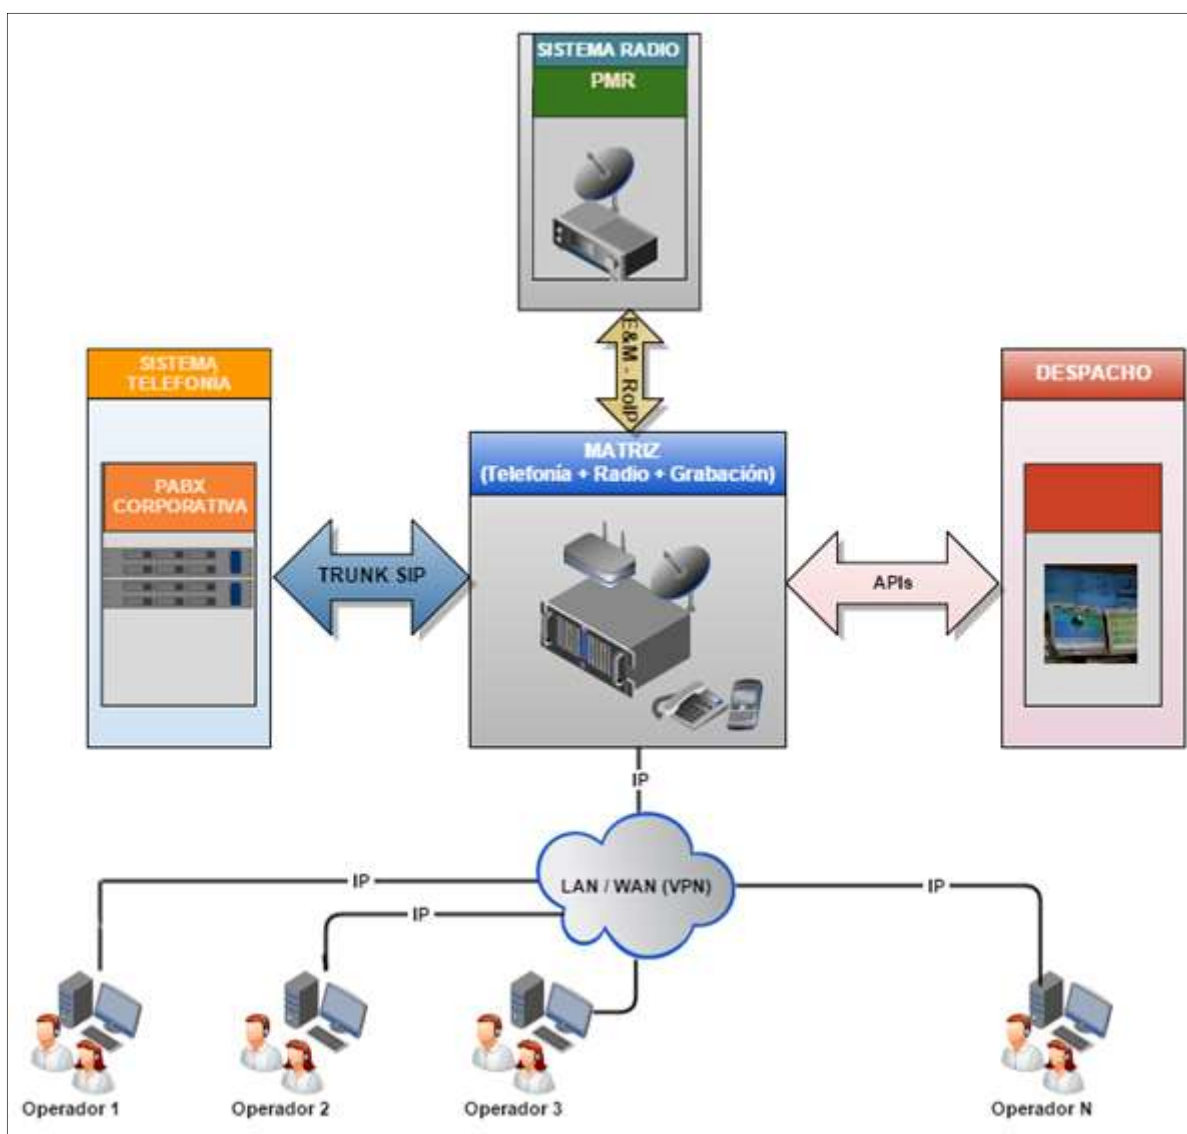 SISTEMA RADIO
PMR
E&M - RoIP
SISTEMA
TELEFONÍA
PABX
CORPORATIVA
TRUNK SIP
MATRIZ
(Telefonía + Radio + Grabación)
APIs
DESPACHO
IP
LAN / WAN (VPN)
IP
IP
IP
Operador 1
Operador 2
Operador 3
Operador N